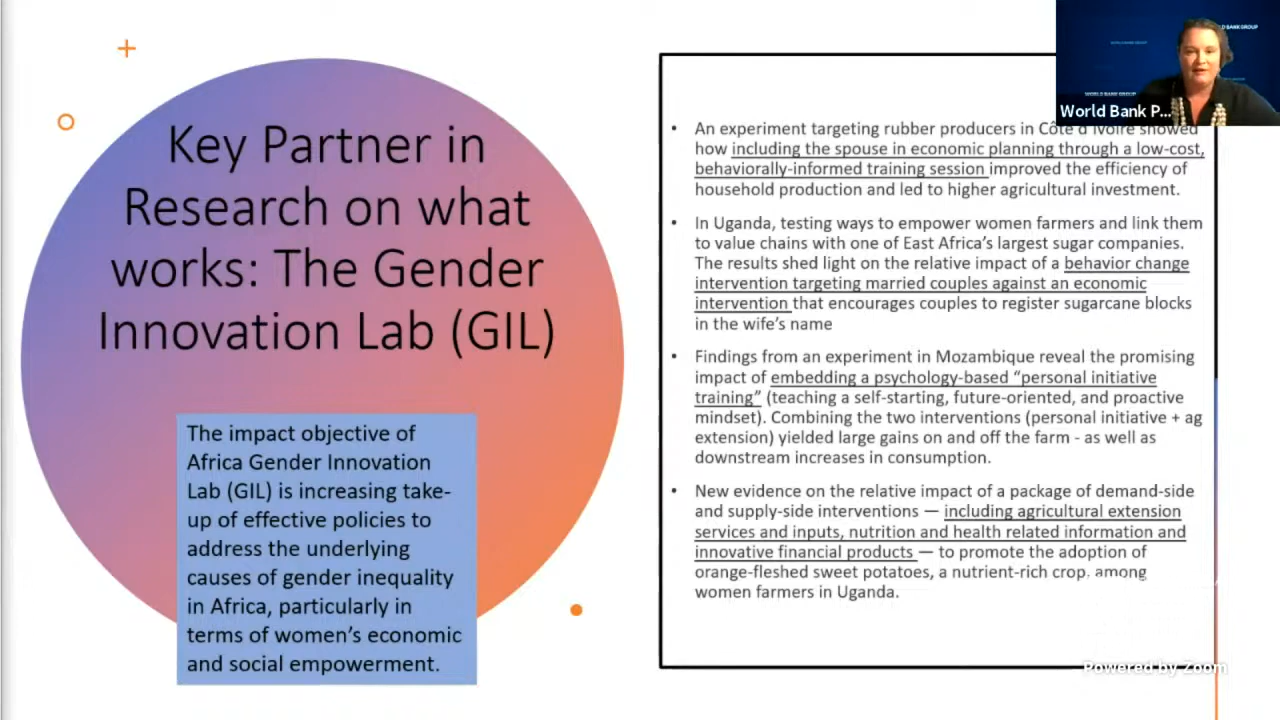 Key Partner in
Research on what
works: The Gender
Innovation Lab (GIL)
The impact objective of
Africa Gender Innovation
Lab (GIL) is increasing take-
up of effective policies to
address the underlying
causes of gender inequality
in Africa, particularly in
terms of women’s economic
and social empowerment.
• An experiment targeting rubber producers in Côte d’Ivoire showed
how including the spouse in economic planning through a low-cost,
behaviorally-informed training session improved the efficiency of
household production and led to higher agricultural investment.
• In Uganda, testing ways to empower women farmers and link them
to value chains with one of East Africa’s largest sugar companies.
The results shed light on the relative impact of a behavior change
intervention targeting married couples against an economic
intervention that encourages couples to register sugarcane blocks
in the wife’s name
• Findings from an experiment in Mozambique reveal the promising
impact of embedding a psychology-based “personal initiative
training” (teaching a self-starting, future-oriented, and proactive
mindset). Combining the two interventions (personal initiative + ag
extension) yielded large gains on and off the farm - as well as
downstream increases in consumption.
• New evidence on the relative impact of a package of demand-side
and supply-side interventions — including agricultural extension
services and inputs, nutrition and health related information and
innovative financial products — to promote the adoption of
orange-fleshed sweet potatoes, a nutrient-rich crop, among
women farmers in Uganda.
D BANK GROUP
WORLD BANK GROUP
World Bank P...
Powered by Zoom